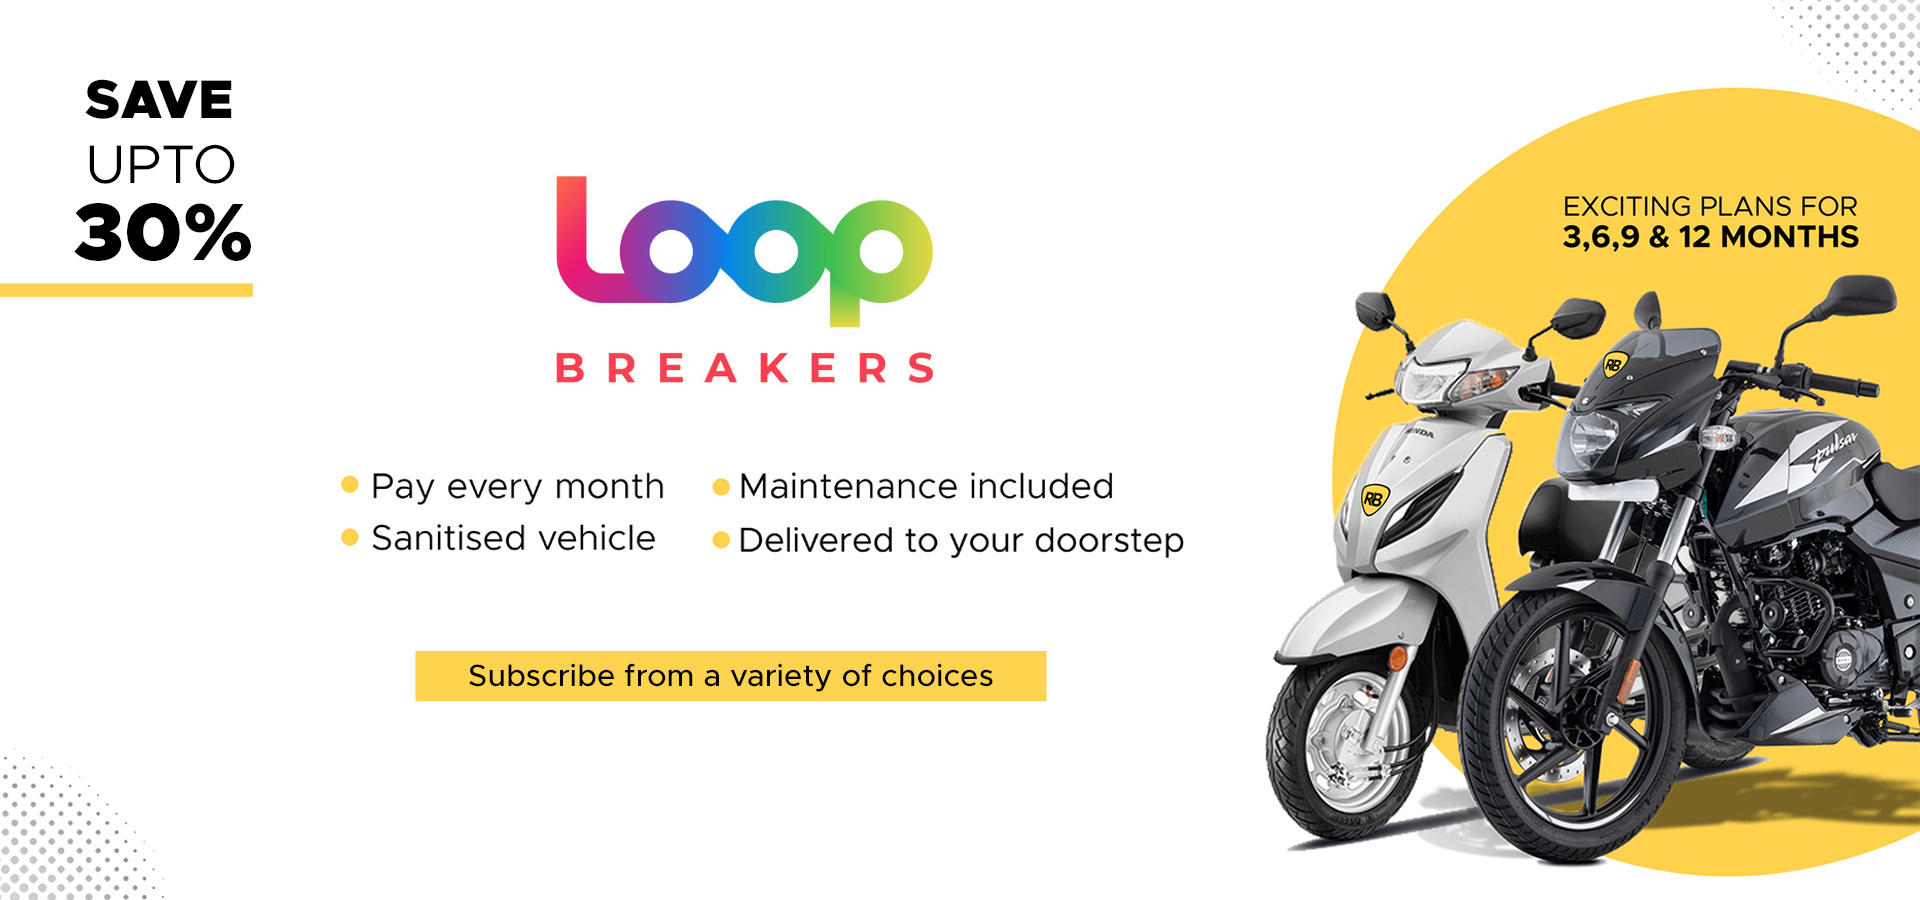 SAVE
UPTO
30%
Loop
BREAKERS
Pay every month
Maintenance included
Sanitised vehicle
Delivered to your doorstep
Subscribe from a variety of choices
EXCITING PLANS FOR
3,6,9 & 12 MONTHS
RB
HONDA
pulsar
RB